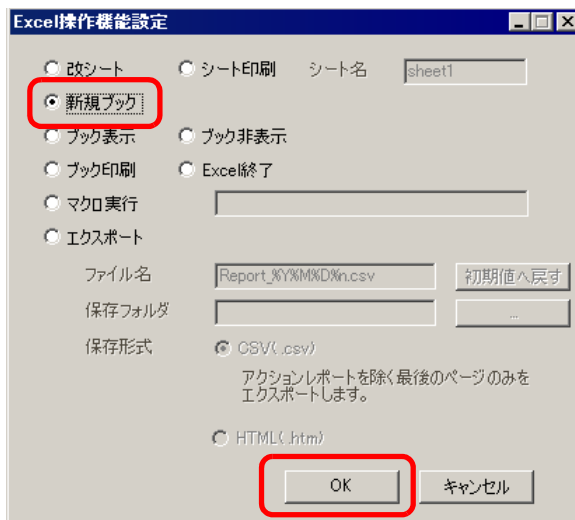 Excel操作機能設定
改シート シート印刷 シート名 sheet1
新規ブック
ブック表示 ブック非表示
ブック印刷 Excel終了
マクロ実行
エクスポート
ファイル名 Report_%Y%M%D%n.csv 初期値へ戻す
保存フォルダ ...
保存形式 CSV(.csv)
アクションレポートを除く最後のページのみを
エクスポートします。
HTML(.htm)
OK キャンセル